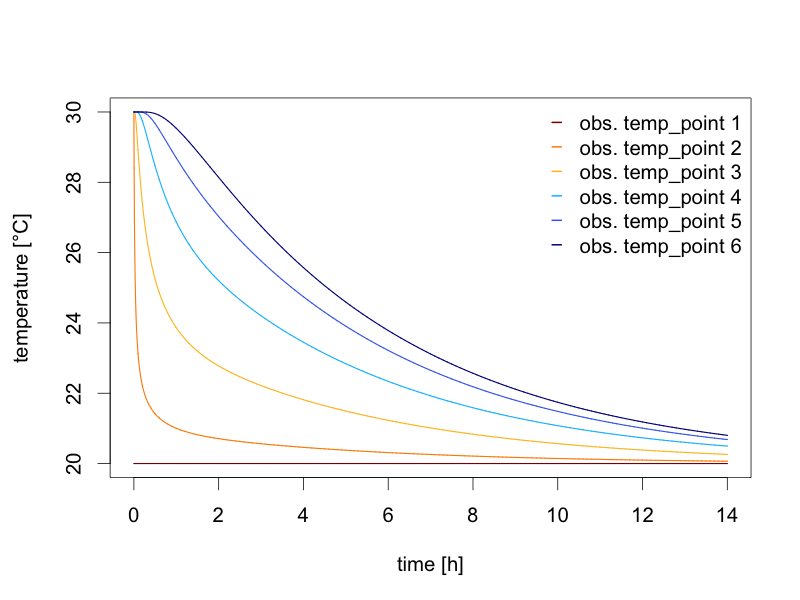 30
28
26
24
22
20
temperature [°C]
obs. temp_point 1
obs. temp_point 2
obs. temp_point 3
obs. temp_point 4
obs. temp_point 5
obs. temp_point 6
0 2 4 6 8 10 12 14
time [h]